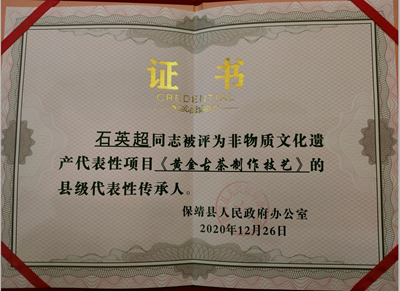 证书
CREDENTIAL
石英超同志被评为非物质文化遗
产代表性项目《黄金古茶制作技艺》的
县级代表性传承人。
保靖县人民政府办公室
2020年12月26日